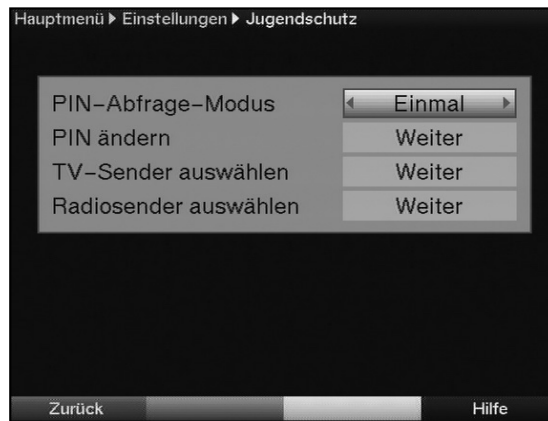 Hauptmenü ▶ Einstellungen ▶ Jugendschutz
PIN-Abfrage-Modus Einmal
PIN ändern Weiter
TV-Sender auswählen Weiter
Radiosender auswählen Weiter
Zurück Hilfe